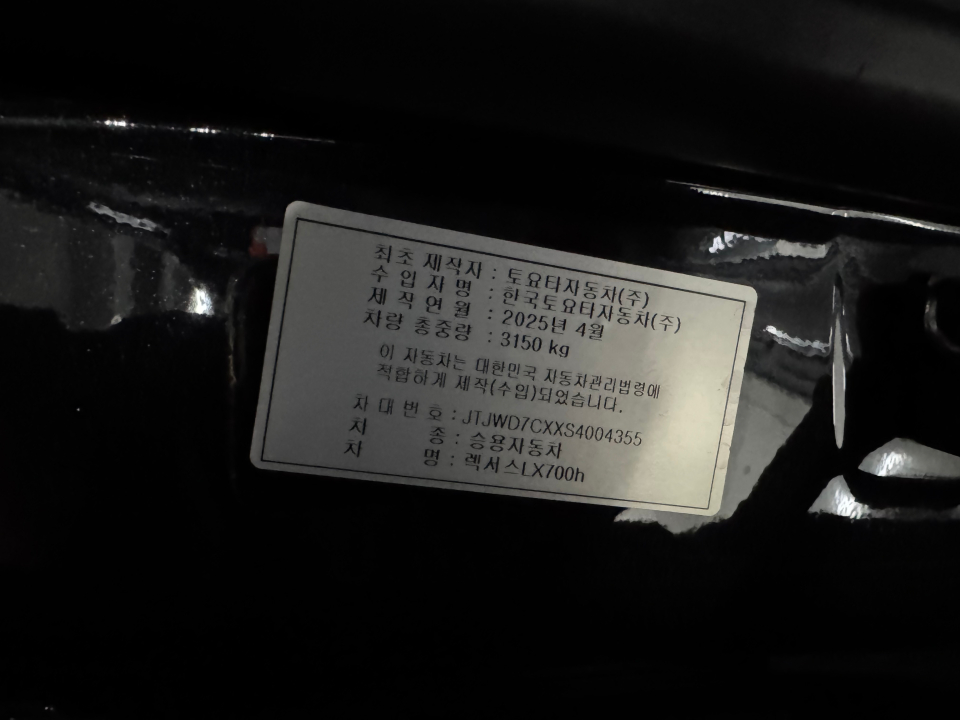 최초 제작자 : 토요타자동차(주)
수 입 자 명 : 한국토요타자동차(주)
제 작 연 월 : 2025년 4월
차량 총중량 : 3150 kg
이 자동차는 대한민국 자동차관리법령에
적합하게 제작(수입)되었습니다.
차 대 번 호 : JTJWD7CXXS4004355
차 종 : 승용자동차
차 명 : 렉서스LX700h